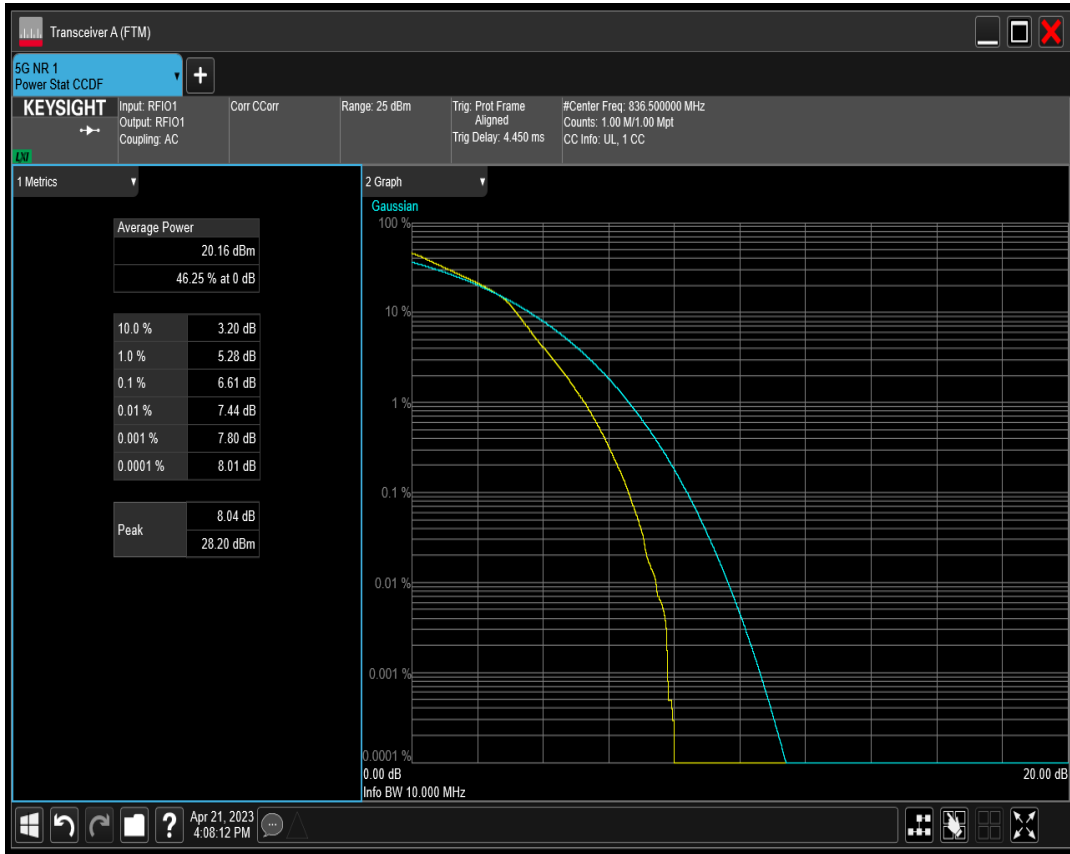 Transceiver A (FTM)
5G NR 1
Power Stat CCDF
+
KEYSIGHT
LXI
Input: RFIO1
Output: RFIO1
Coupling: AC
Corr CCorr
Range: 25 dBm
Trig: Prot Frame
Aligned
Trig Delay: 4.450 ms
#Center Freq: 836.500000 MHz
Counts: 1.00 M/1.00 Mpt
CC Info: UL, 1 CC
1 Metrics
Average Power
20.16 dBm
46.25 % at 0 dB
10.0 % 3.20 dB
1.0 % 5.28 dB
0.1 % 6.61 dB
0.01 % 7.44 dB
0.001 % 7.80 dB
0.0001 % 8.01 dB
Peak
8.04 dB
28.20 dBm
2 Graph
Gaussian
100 %
10 %
1 %
0.1 %
0.01 %
0.001 %
0.0001 %
0.00 dB 20.00 dB
Info BW 10.000 MHz
?
Apr 21, 2023
4:08:12 PM